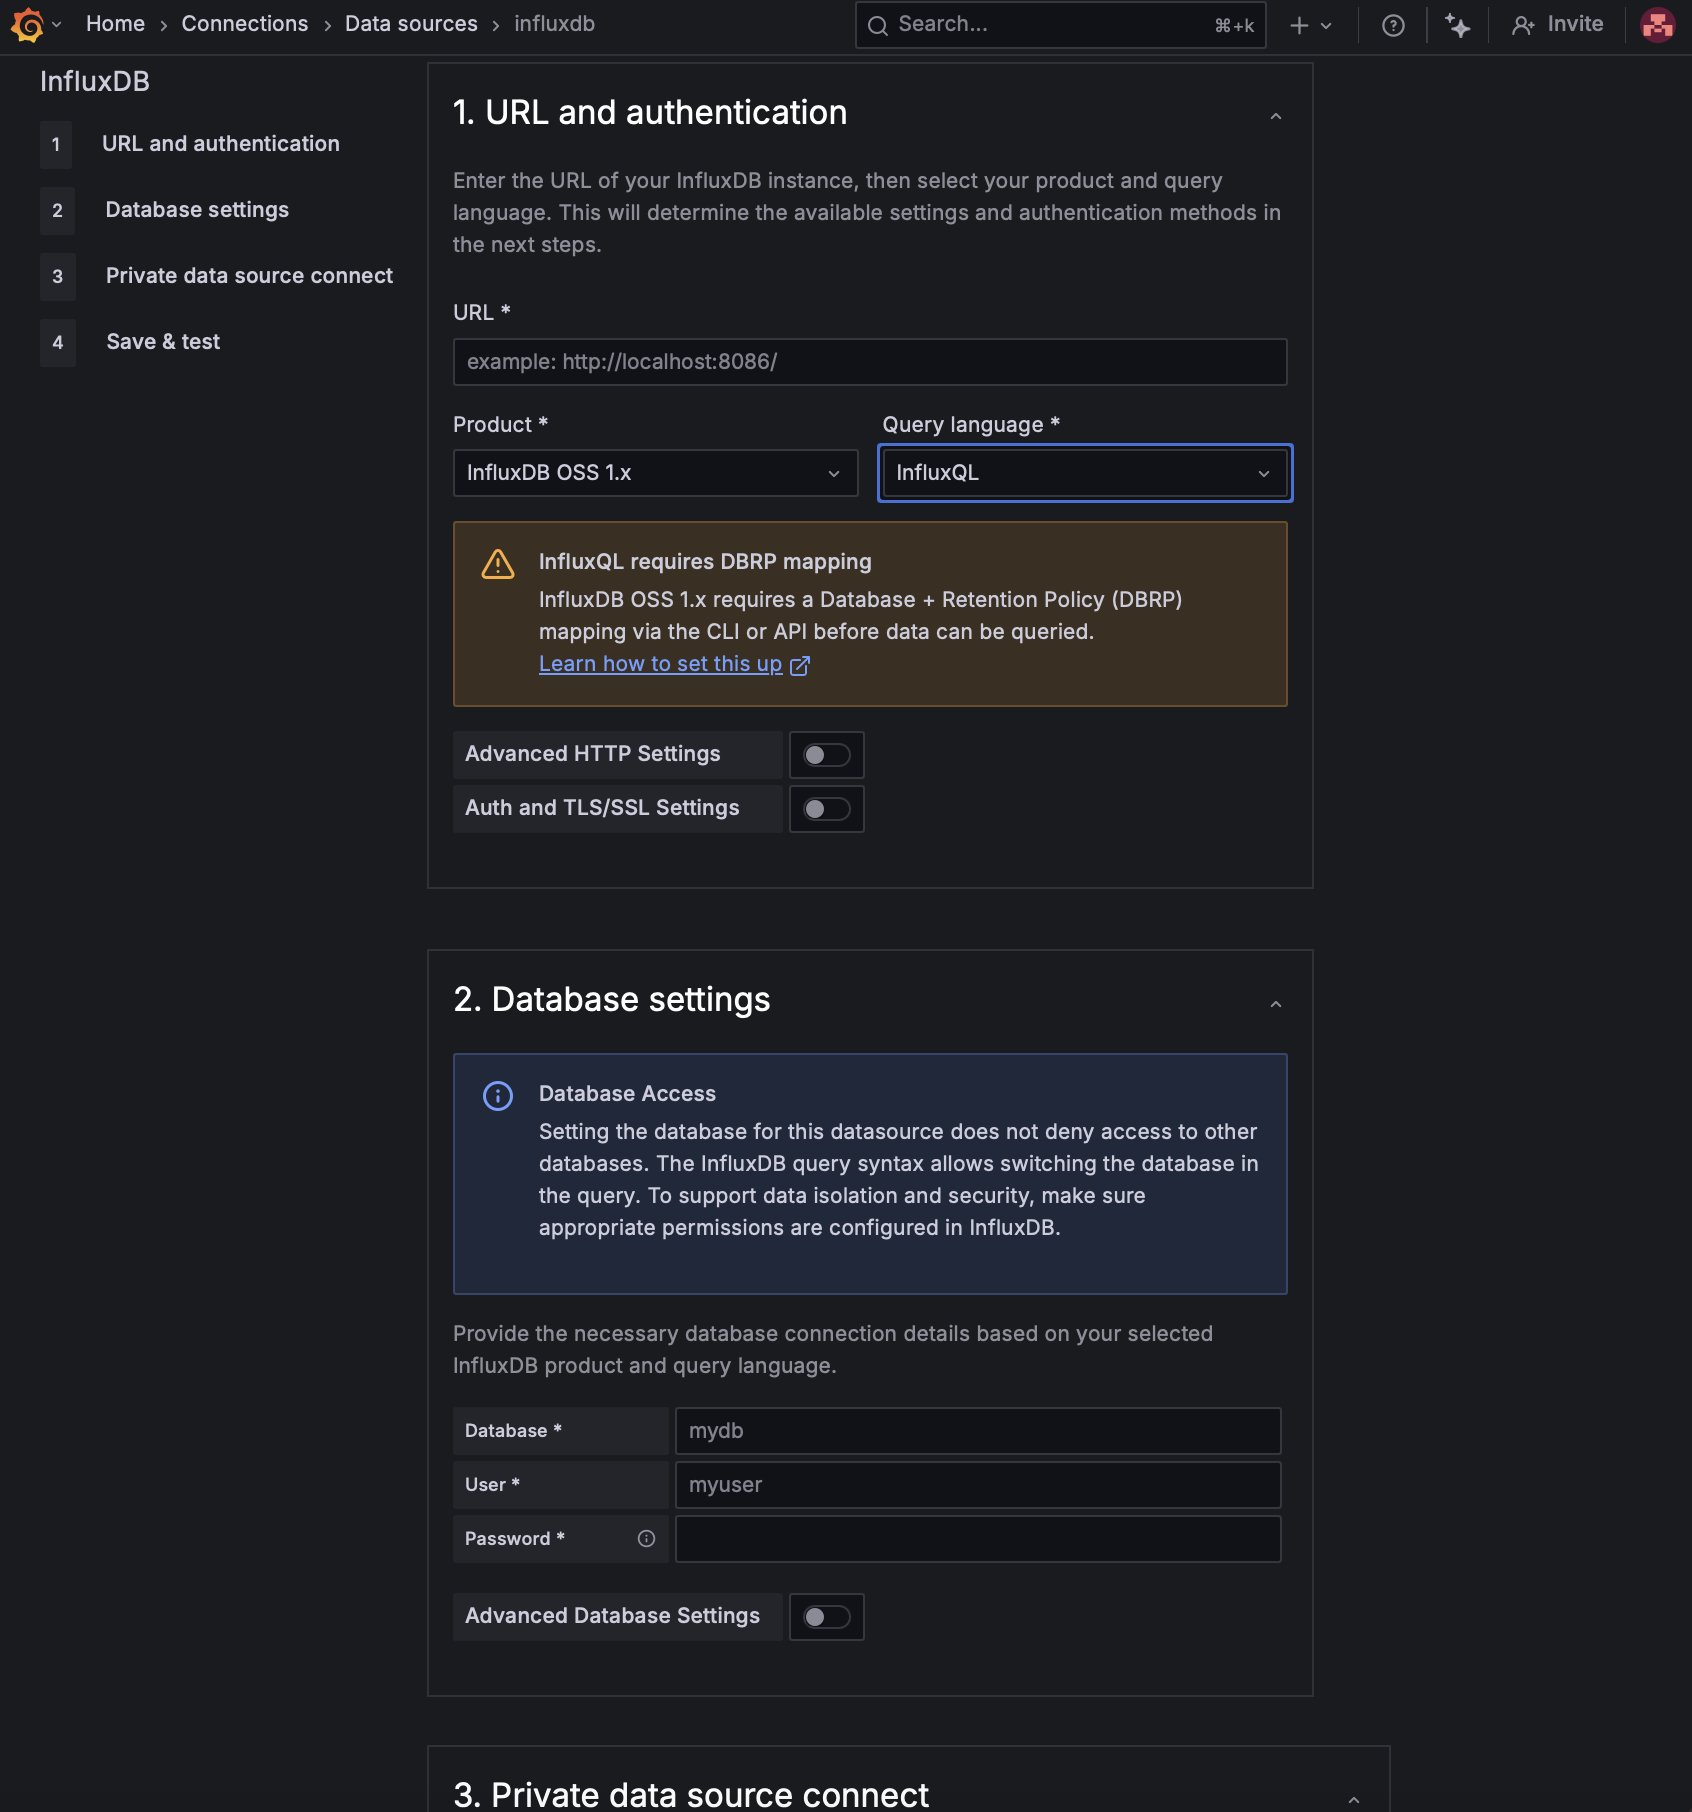 Home › Connections › Data sources › influxdb
Search...
⌘+k
Invite
InfluxDB
1 URL and authentication
2 Database settings
3 Private data source connect
4 Save & test
1. URL and authentication
Enter the URL of your InfluxDB instance, then select your product and query
language. This will determine the available settings and authentication methods in
the next steps.
URL *
example: http://localhost:8086/
Product *
Query language *
InfluxDB OSS 1.x
InfluxQL
InfluxQL requires DBRP mapping
InfluxDB OSS 1.x requires a Database + Retention Policy (DBRP)
mapping via the CLI or API before data can be queried.
Learn how to set this up
Advanced HTTP Settings
Auth and TLS/SSL Settings
2. Database settings
Database Access
Setting the database for this datasource does not deny access to other
databases. The InfluxDB query syntax allows switching the database in
the query. To support data isolation and security, make sure
appropriate permissions are configured in InfluxDB.
Provide the necessary database connection details based on your selected
InfluxDB product and query language.
Database *
mydb
User *
myuser
Password *
Advanced Database Settings
3. Private data source connect